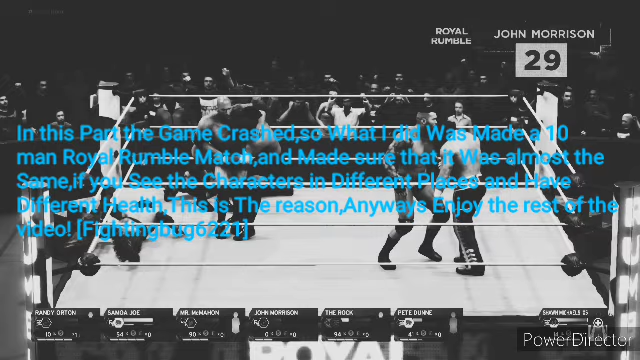 ROYAL
RUMBLE
JOHN MORRISON
29
In this Part the Game Crashed,so What I did Was Made a 10
man Royal Rumble Match,and Made sure that it Was almost the
Same,if you See the Characters in Different Places and Have
Different Health,This Is The reason,Anyways Enjoy the rest of the
video! [Fightingbug6221]
RANDY ORTON
SAMOA JOE
MR. McMAHON
JOHN MORRISON
THE ROCK
PETE DUNNE
SHAWN MICHAELS
ROYAL
PowerDirector